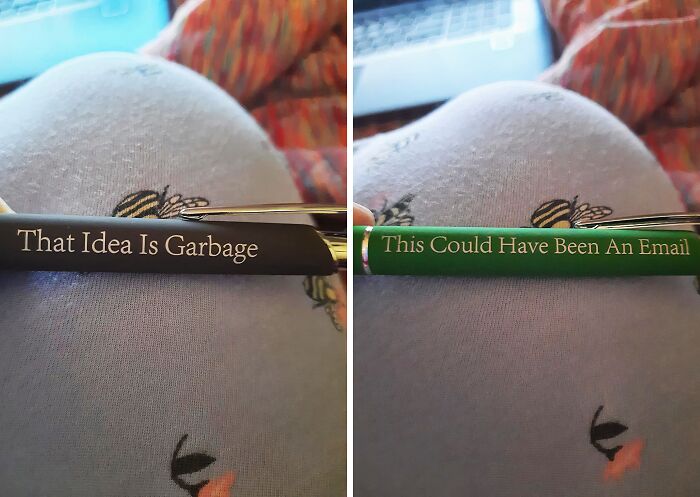 That Idea Is Garbage
This Could Have Been An Email